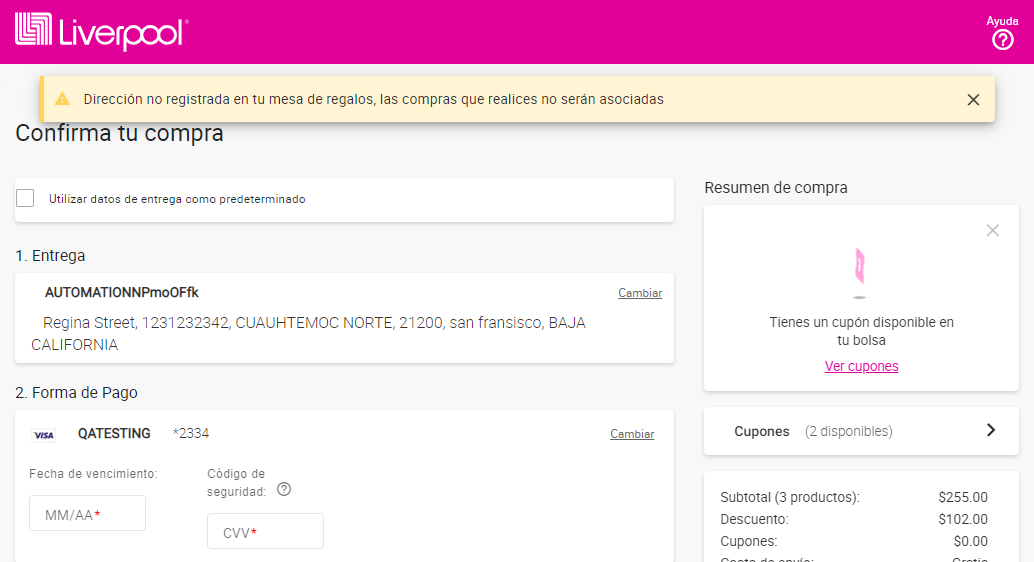 Liverpool
Ayuda
Dirección no registrada en tu mesa de regalos, las compras que realices no serán asociadas
Confirma tu compra
Utilizar datos de entrega como predeterminado
1. Entrega
AUTOMATIONNPmoOFfk
Cambiar
Regina Street, 1231232342, CUAUHTEMOC NORTE, 21200, san fransisco, BAJA
CALIFORNIA
2. Forma de Pago
VISA QATESTING *2334
Cambiar
Fecha de vencimiento:
MM/AA*
Código de
seguridad:
CVV*
Resumen de compra
Tienes un cupón disponible en
tu bolsa
Ver cupones
Cupones (2 disponibles)
Subtotal (3 productos): $255.00
Descuento: $102.00
Cupones: $0.00
Costo de envío: Gratis